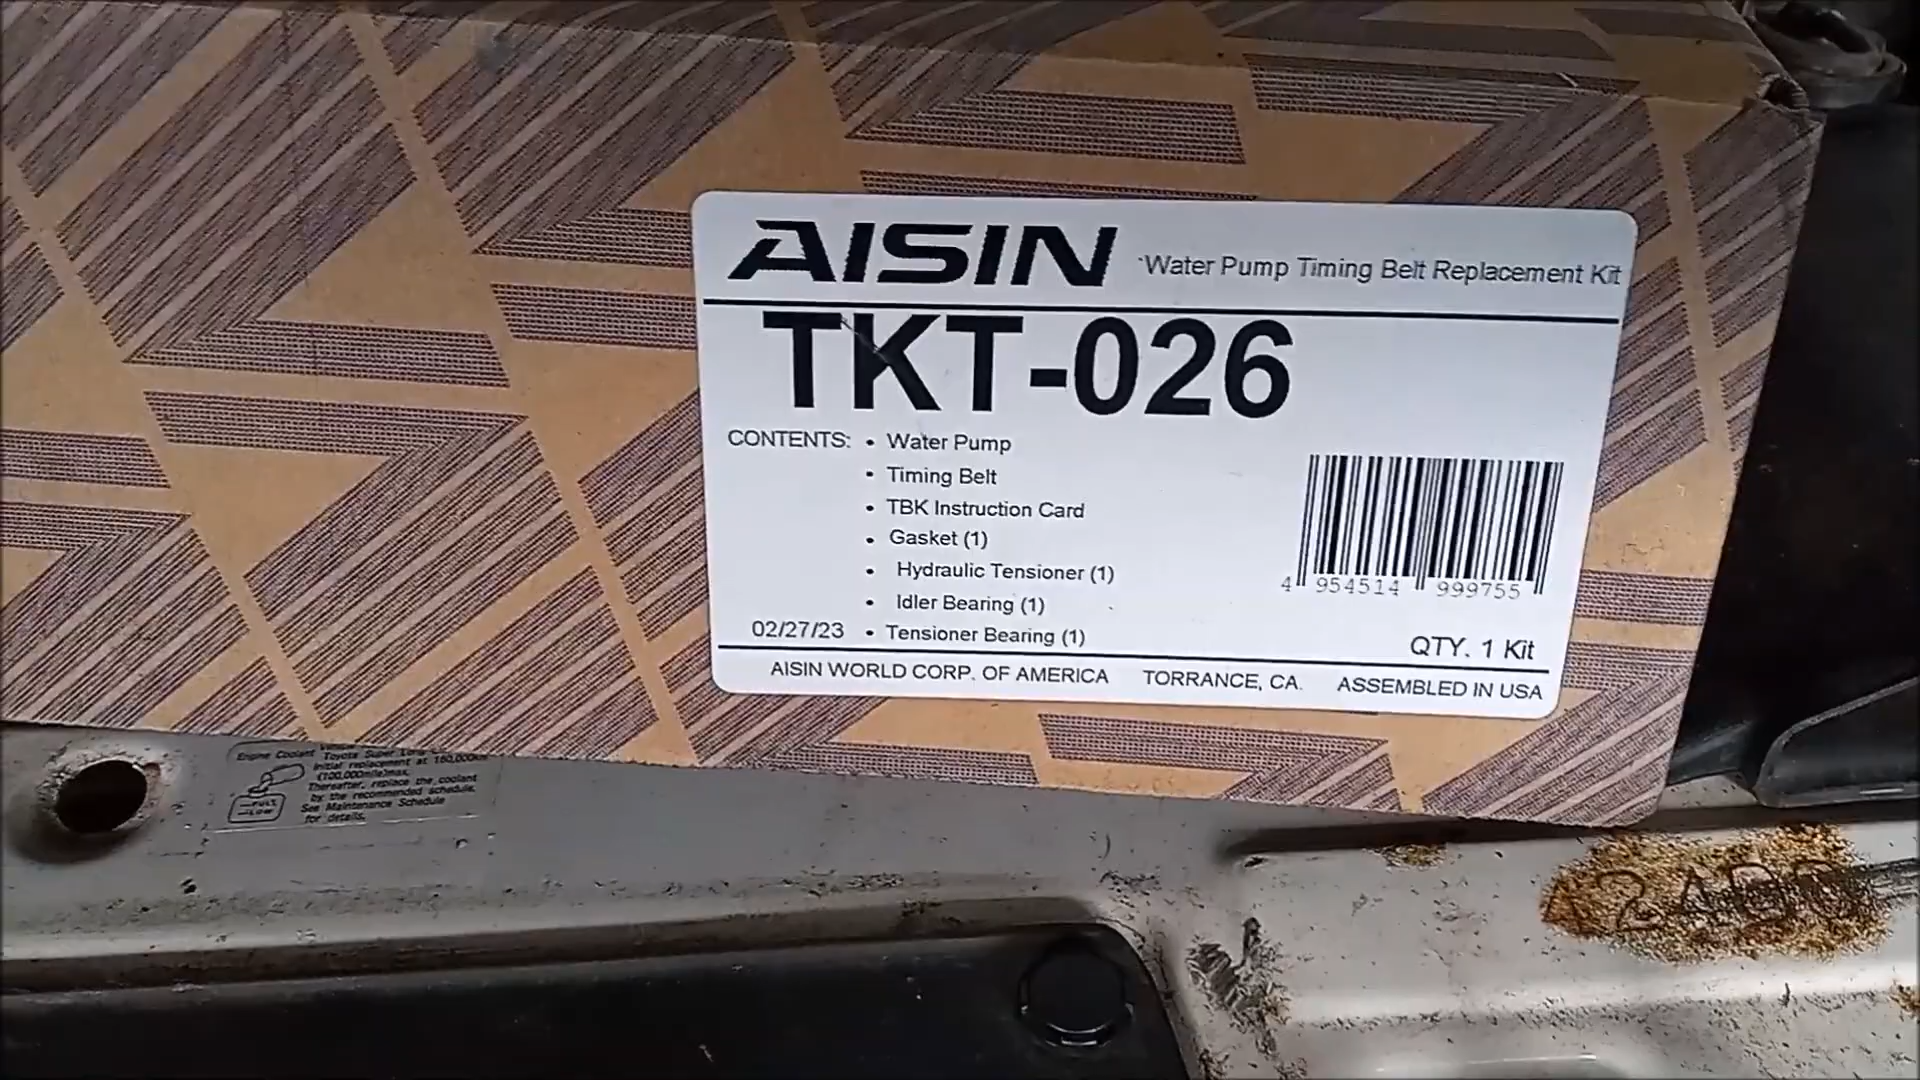 AISIN Water Pump Timing Belt Replacement Kit
TKT-026
CONTENTS: • Water Pump
• Timing Belt
• TBK Instruction Card
• Gasket (1)
• Hydraulic Tensioner (1)
• Idler Bearing (1)
02/27/23 • Tensioner Bearing (1)
4 954514 999755
QTY. 1 Kit
AISIN WORLD CORP. OF AMERICA TORRANCE, CA. ASSEMBLED IN USA
Engine Coolant
Toyota Super
Initial replacement at 160,000km
(100,000mile)max.
Thereafter, replace the coolant
by the recommended schedule.
See Maintenance Schedule
for details.
FULL
LOW